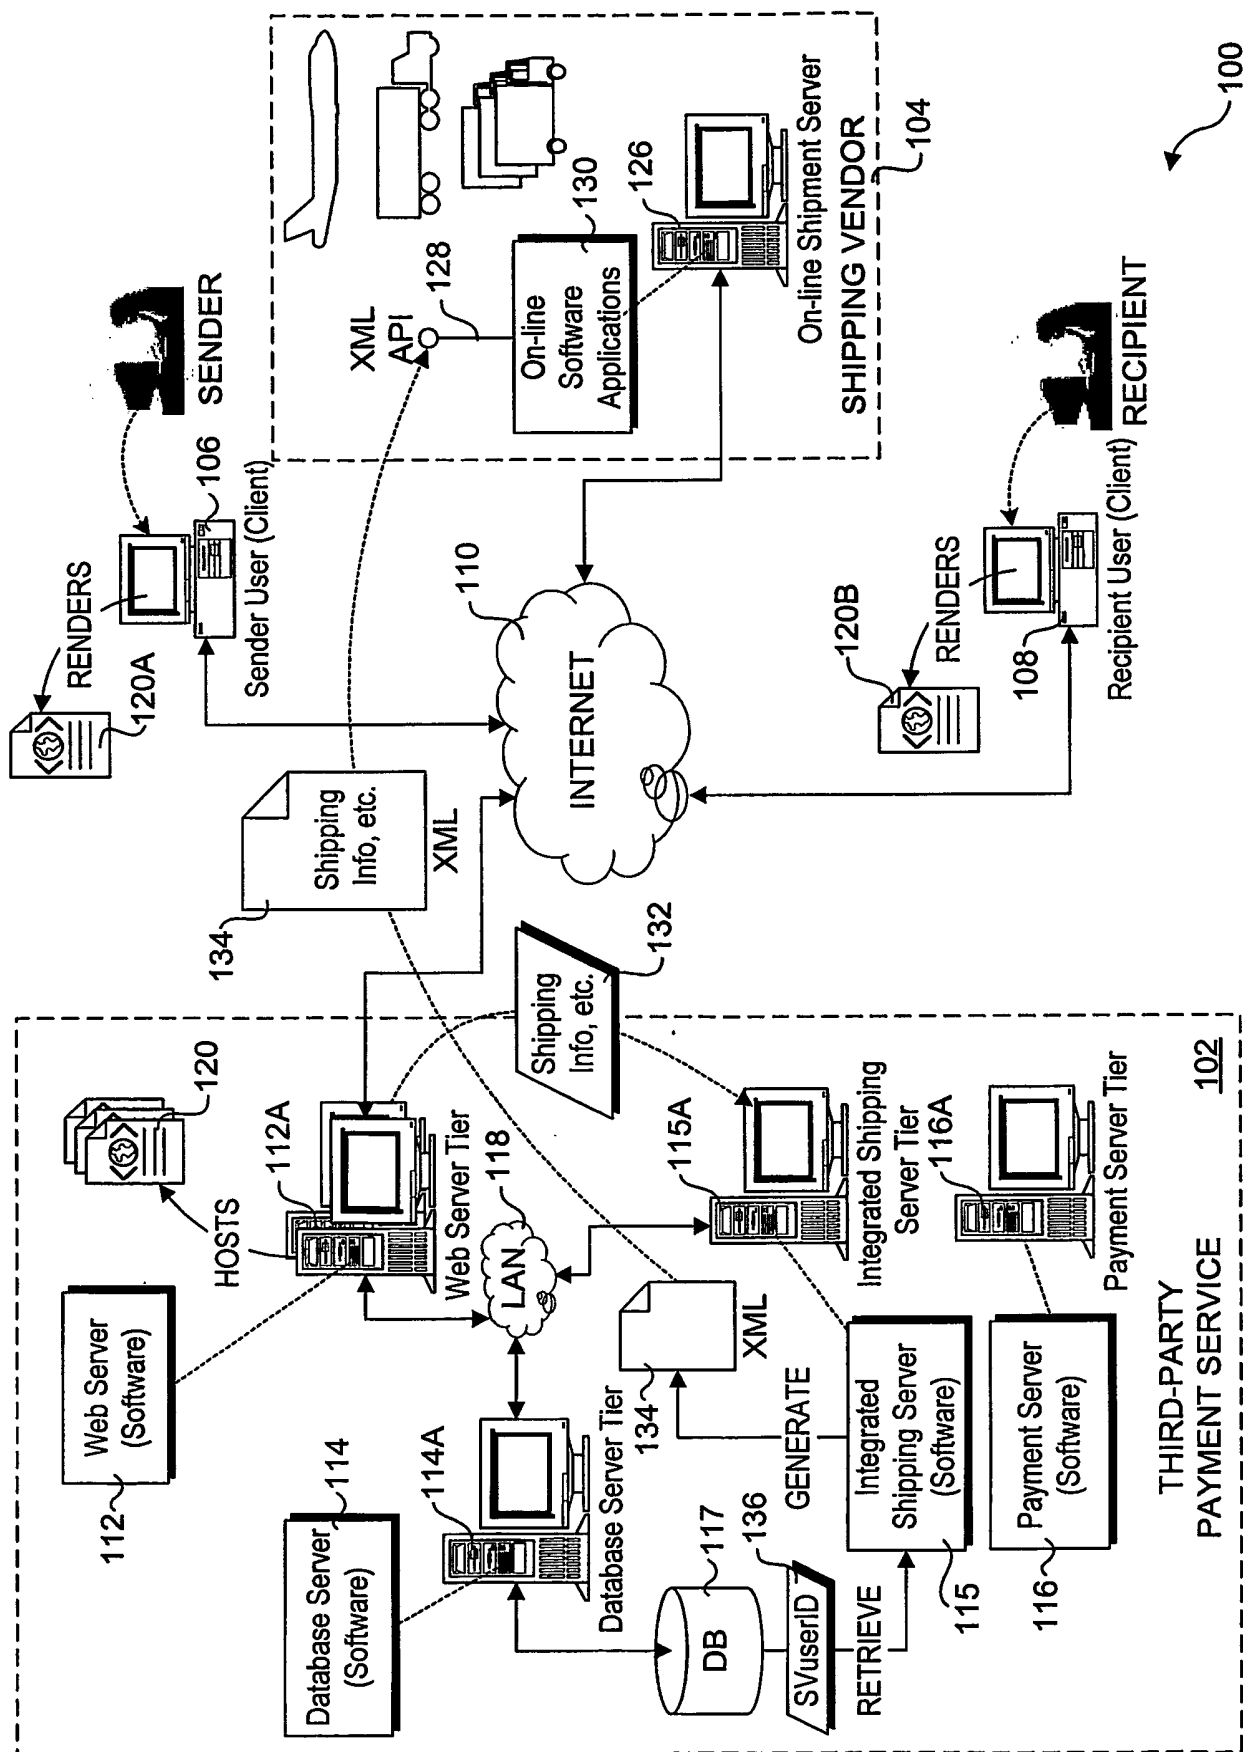 120A
RENDERS
SENDER
106
Sender User (Client)
134
Shipping
Info, etc.
XML
XML
API
128
On-line
Software
Applications
130
126
On-line Shipment Server
SHIPPING VENDOR
104
110
INTERNET
120B
RENDERS
108
Recipient User (Client)
RECIPIENT
100
Web Server
(Software)
112
HOSTS
120
112A
Web Server Tier
118
LAN
Shipping
Info, etc.
132
Database Server
(Software)
114
114A
Database Server Tier
134
XML
115A
Integrated Shipping
Server Tier
116A
Payment Server Tier
DB
117
SVuserID
136
RETRIEVE
GENERATE
Integrated
Shipping Server
(Software)
115
Payment Server
(Software)
116
THIRD-PARTY
PAYMENT SERVICE
102